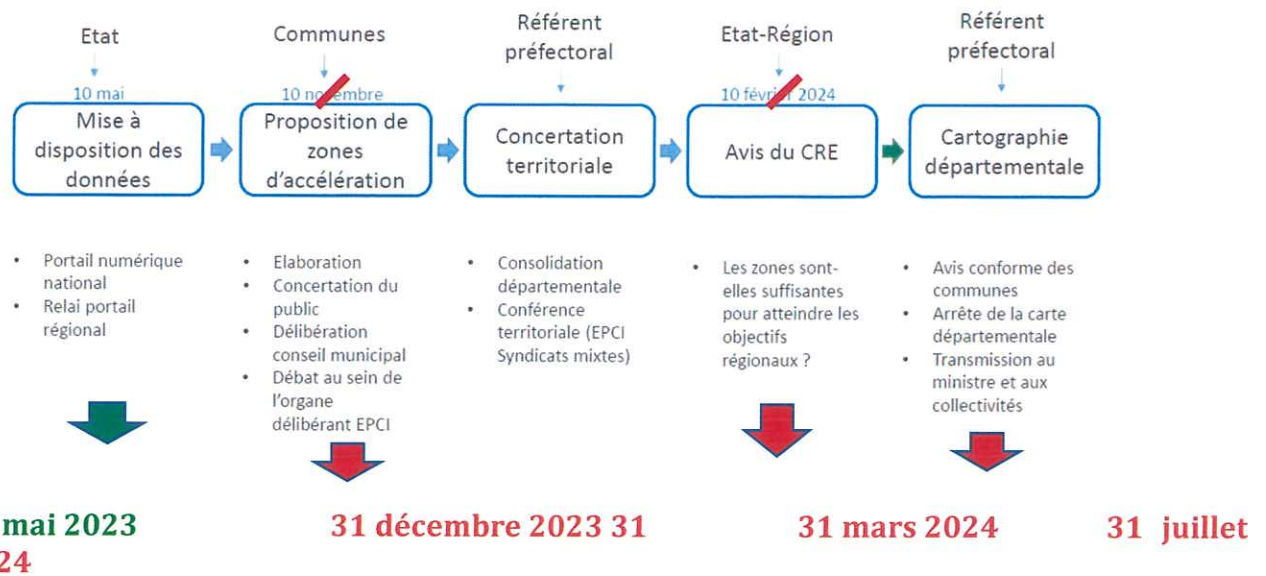 Etat
10 mai
Mise à
disposition des
données
Communes
10 novembre
Proposition de
zones
d'accélération
Référent
préfectoral
Concertation
territoriale
Etat-Région
10 février 2024
Avis du CRE
Référent
préfectoral
Cartographie
départementale
• Portail numérique
national
• Relai portail
régional
• Elaboration
• Concertation du
public
• Délibération
conseil municipal
• Débat au sein de
l'organe
délibérant EPCI
• Consolidation
départementale
• Conférence
territoriale (EPCI
Syndicats mixtes)
• Les zones sont-
elles suffisantes
pour atteindre les
objectifs
régionaux ?
• Avis conforme des
communes
• Arrête de la carte
départementale
• Transmission au
ministre et aux
collectivités
mai 2023 31 décembre 2023 31 31 mars 2024 31 juillet
24